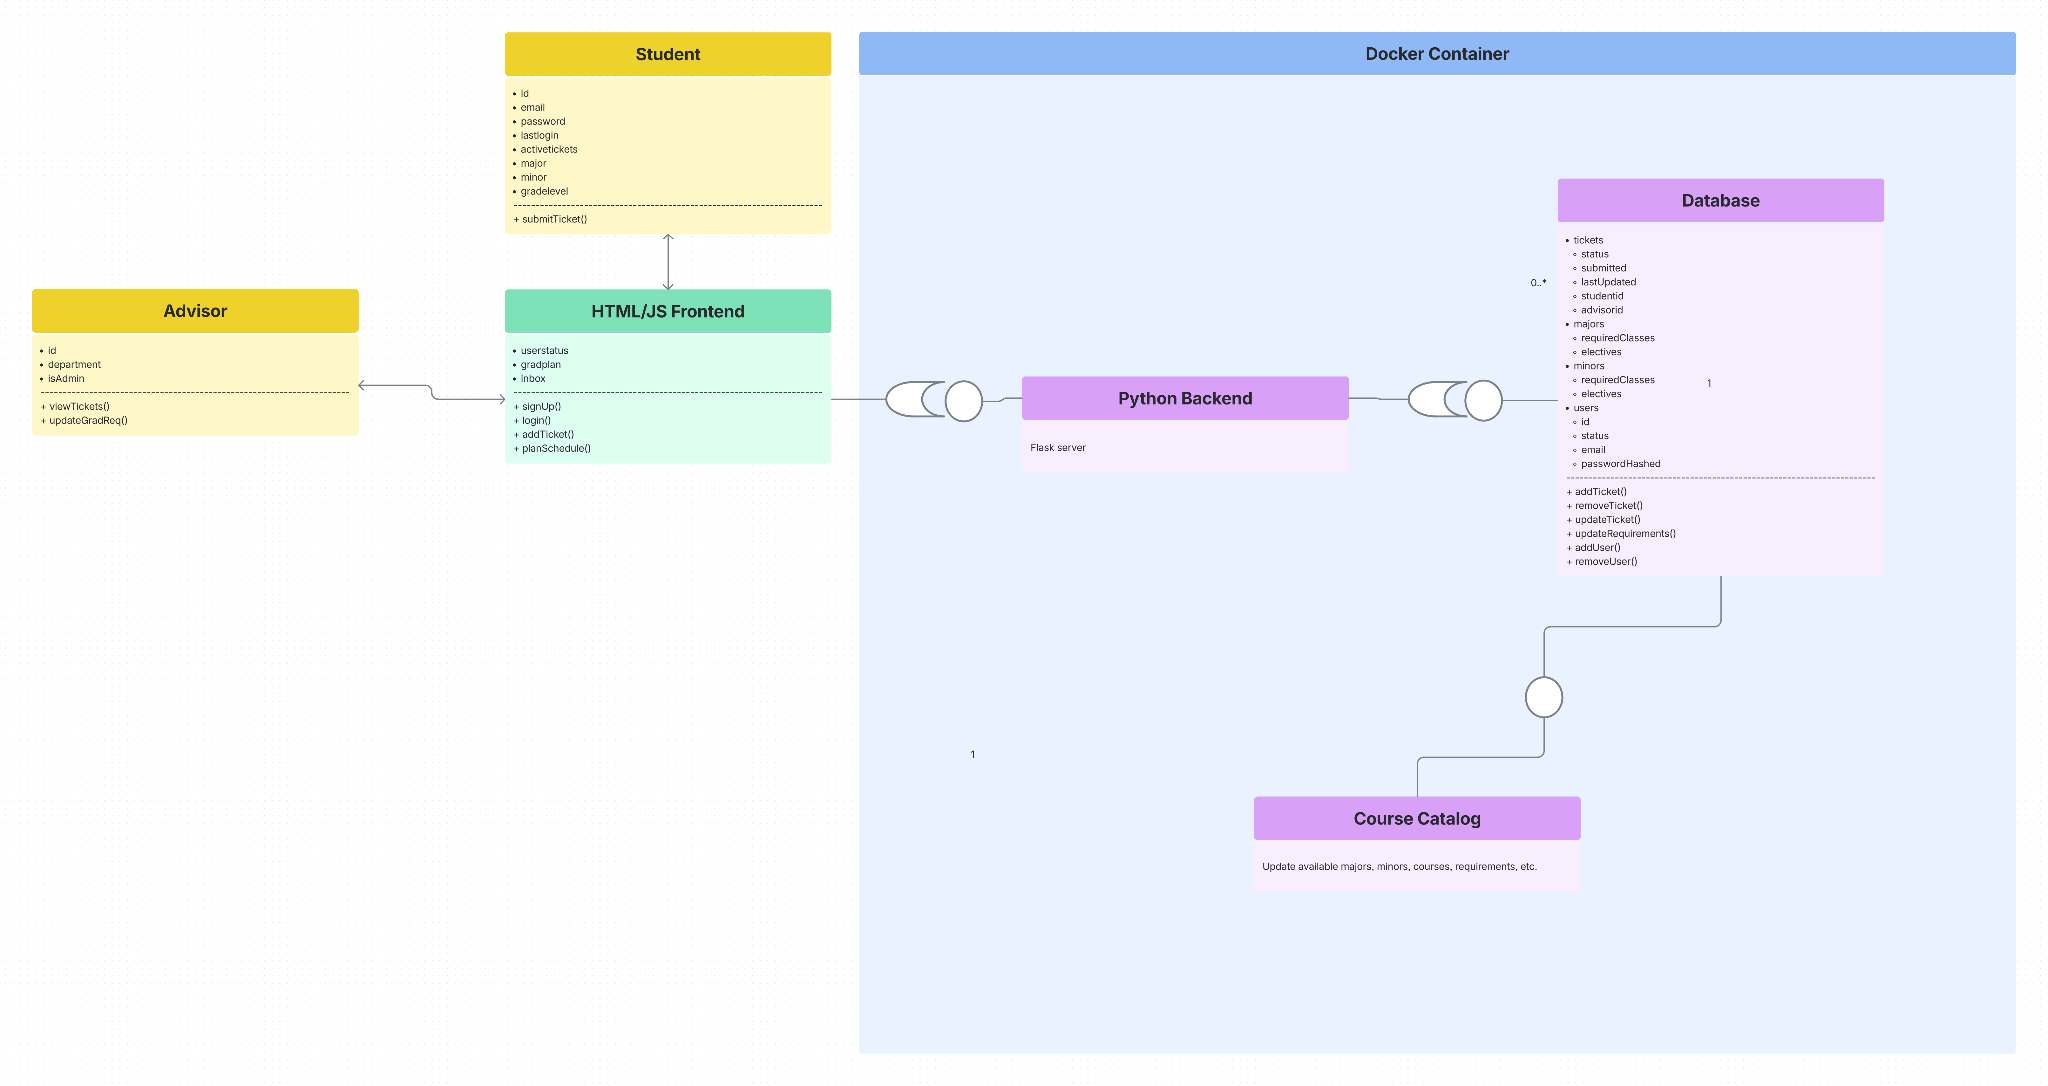 Student
• id
• email
• password
• lastlogin
• activetickets
• major
• minor
• gradelevel
+ submitTicket()
Advisor
• id
• department
• isAdmin
+ viewTickets()
+ updateGradReq()
HTML/JS Frontend
• userstatus
• gradplan
• inbox
+ signUp()
+ login()
+ addTicket()
+ planSchedule()
Docker Container
Python Backend
Flask server
0..*
Database
• tickets
◦ status
◦ submitted
◦ lastUpdated
◦ studentid
◦ advisorid
• majors
◦ requiredClasses
◦ electives
• minors
◦ requiredClasses
◦ electives
• users
◦ id
◦ status
◦ email
◦ passwordHashed
1
+ addTicket()
+ removeTicket()
+ updateTicket()
+ updateRequirements()
+ addUser()
+ removeUser()
1
Course Catalog
Update available majors, minors, courses, requirements, etc.